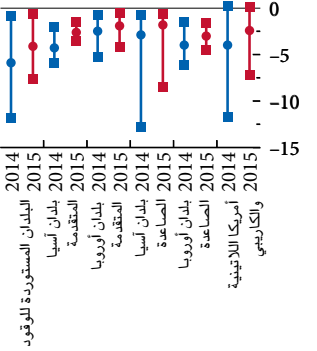 0
–5
–10
–15
2014
2015
2014
2015
2014
2015
2014
2015
2014
2015
2014
2015
البلدان المستوردة للوقود
بلدان آسيا
المتقدمة
بلدان أوروبا
المتقدمة
بلدان آسيا
الصاعدة
بلدان أوروبا
الصاعدة
أمريكا اللاتينية
والكاريبي